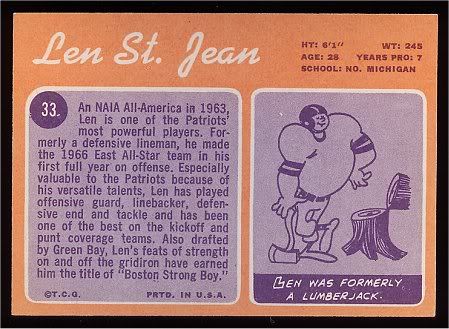 Len St. Jean
HT: 6'1" WT: 245
AGE: 28 YEARS PRO: 7
SCHOOL: NO. MICHIGAN
33.
An NAIA All-America in 1963,
Len is one of the Patriots'
most powerful players. For-
merly a defensive lineman, he made
the 1966 East All-Star team in his
first full year on offense. Especially
valuable to the Patriots because of
his versatile talents, Len has played
offensive guard, linebacker, defen-
sive end and tackle and has been
one of the best on the kickoff and
punt coverage teams. Also drafted
by Green Bay, Len's feats of strength
on and off the gridiron have earned
him the title of "Boston Strong Boy."
©T.C.G. PRTD. IN U.S.A.
LEN WAS FORMERLY
A LUMBERJACK.